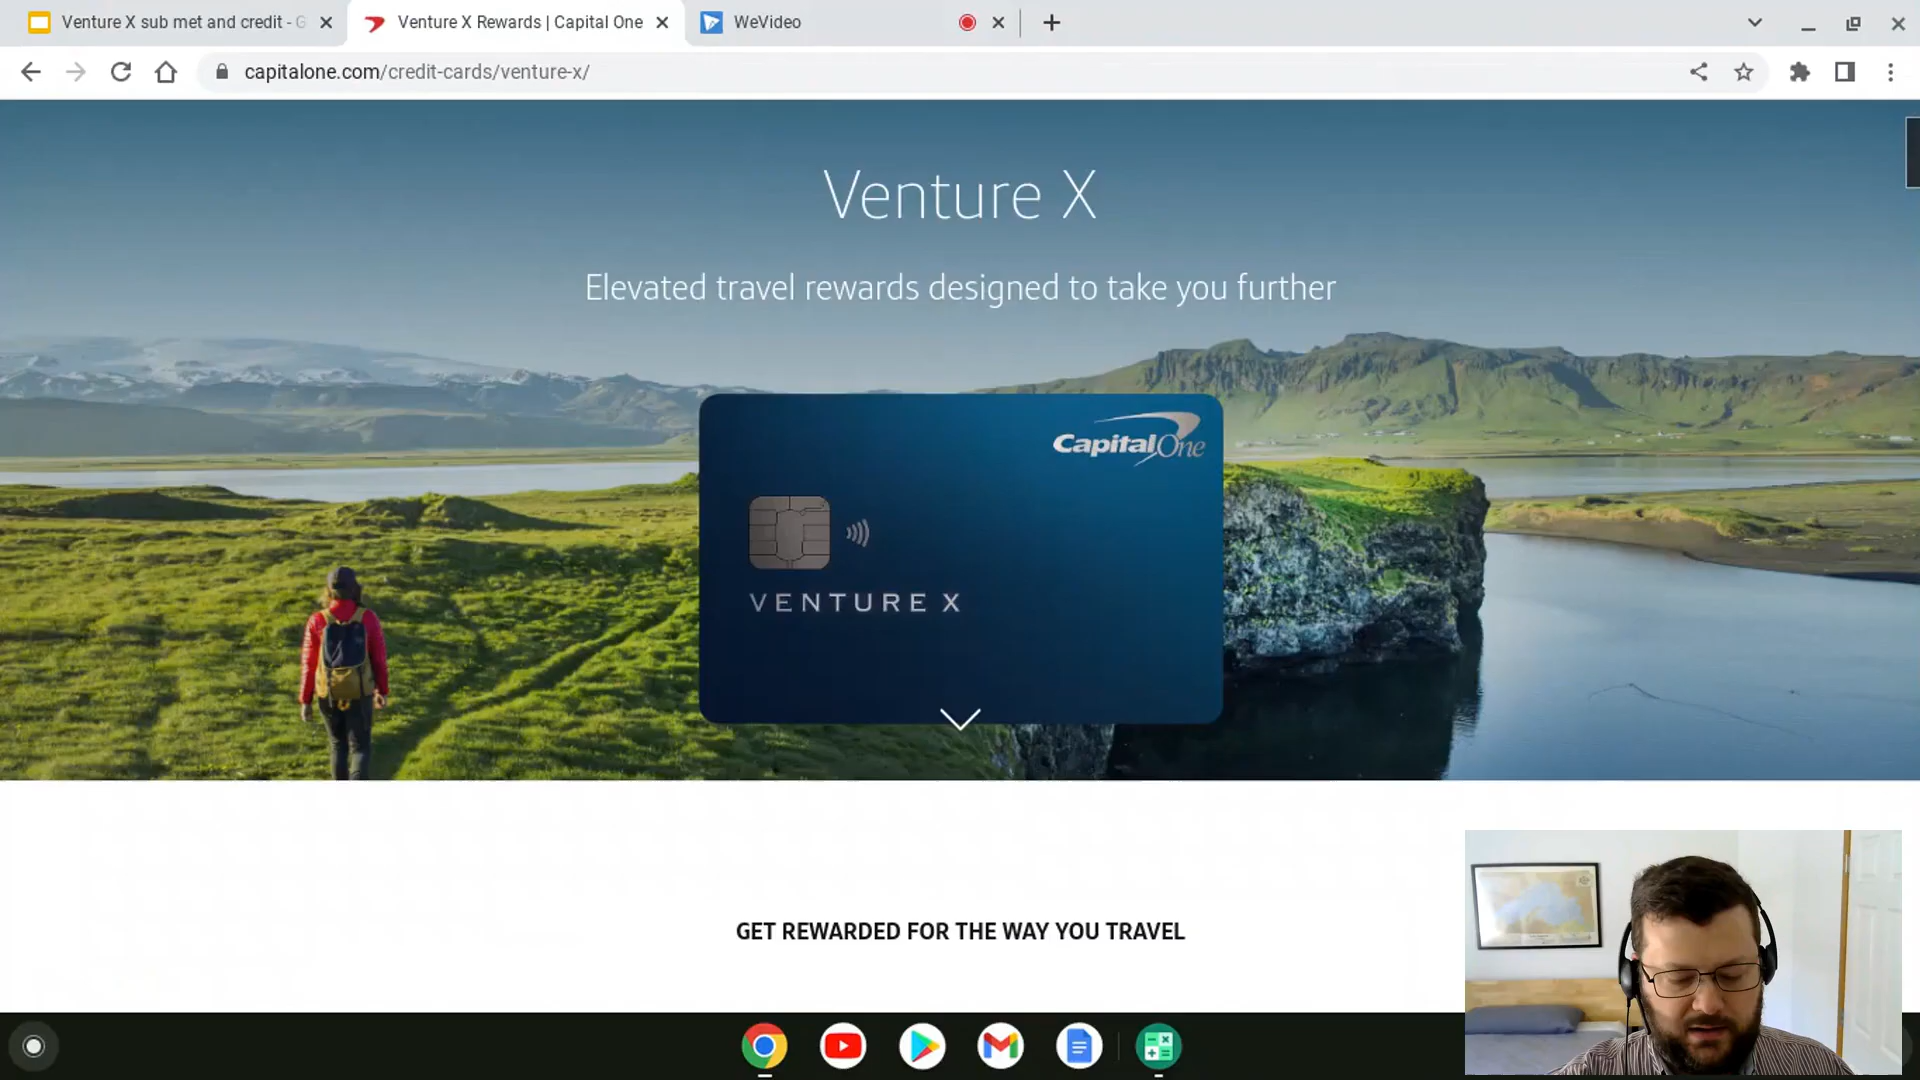 Venture X sub met and credit - G
Venture X Rewards | Capital One
WeVideo
capitalone.com/credit-cards/venture-x/
Venture X
Elevated travel rewards designed to take you further
CapitalOne
VENTURE X
GET REWARDED FOR THE WAY YOU TRAVEL